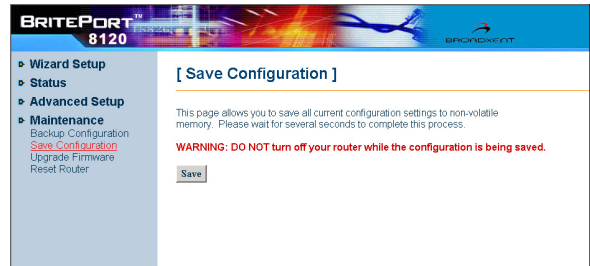 BRITEPORT™
8120
BROADXENT
Wizard Setup
Status
Advanced Setup
Maintenance
Backup Configuration
Save Configuration
Upgrade Firmware
Reset Router
[ Save Configuration ]
This page allows you to save all current configuration settings to non-volatile
memory. Please wait for several seconds to complete this process.
WARNING: DO NOT turn off your router while the configuration is being saved.
Save